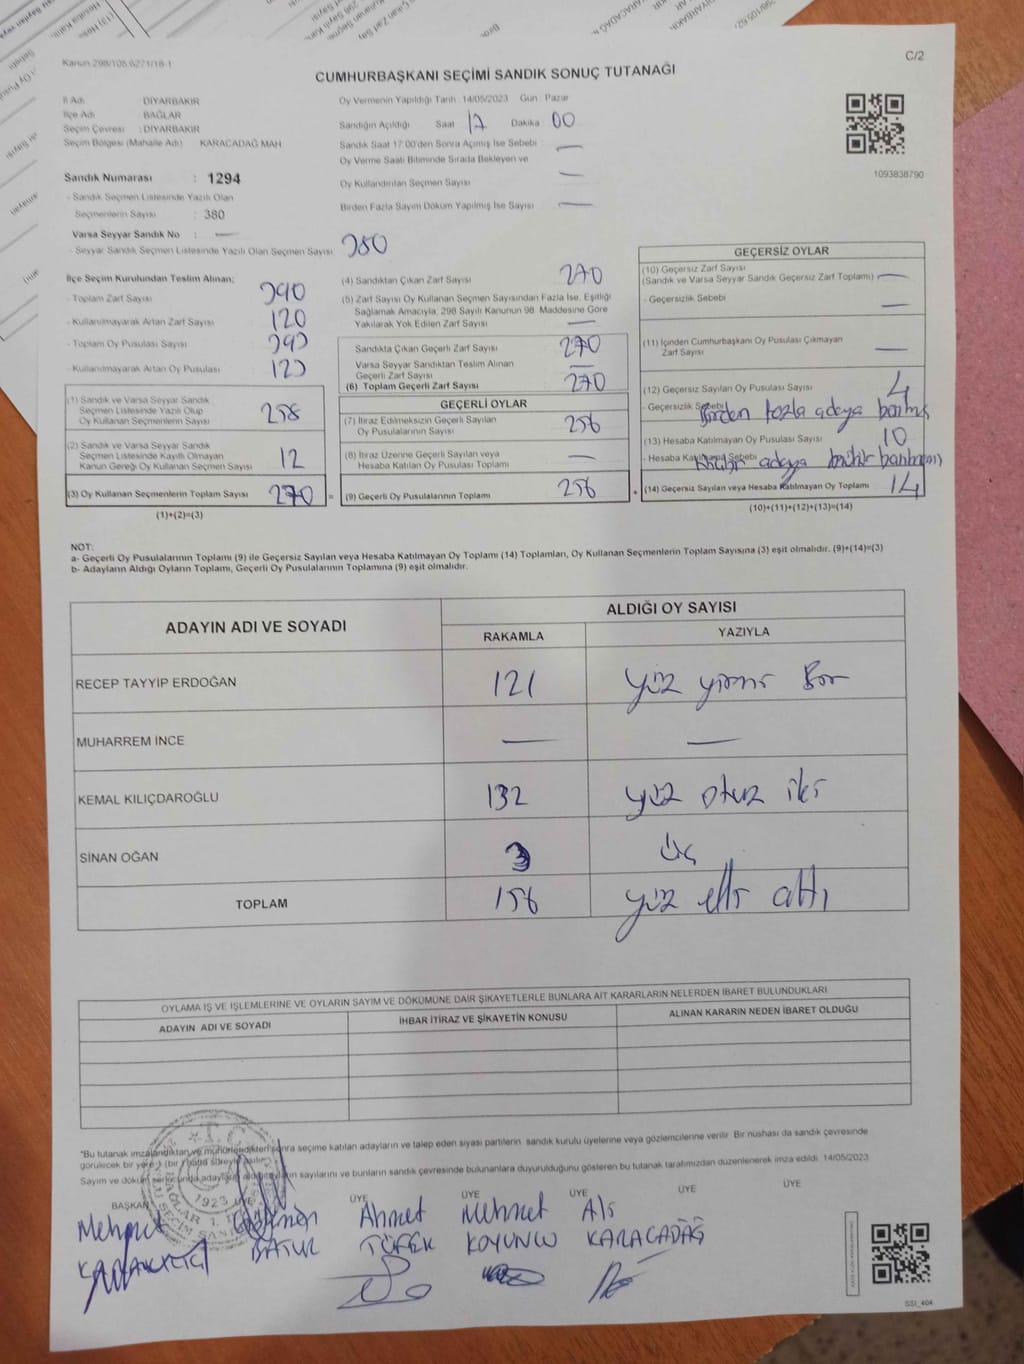 Kanun 298/105,6271/18-1
C/2
CUMHURBAŞKANI SEÇİMİ SANDIK SONUÇ TUTANAĞI
İl Adı DİYARBAKIR
İlçe Adı BAĞLAR
Seçim Çevresi : DİYARBAKIR
Seçim Bölgesi (Mahalle Adı) KARACADAĞ MAH
Sandık Numarası : 1294
- Sandık Seçmen Listesinde Yazılı Olan
Seçmenlerin Sayısı : 380
Varsa Seyyar Sandık No : —
- Seyyar Sandık Seçmen Listesinde Yazılı Olan Seçmen Sayısı 380
Oy Vermenin Yapıldığı Tarih : 14/05/2023 Gün : Pazar
Sandığın Açıldığı Saat 17 Dakika 00
Sandık Saat 17.00'den Sonra Açılmış İse Sebebi : —
Oy Verme Saati Bitiminde Sırada Bekleyen ve
Oy Kullandırılan Seçmen Sayısı —
Birden Fazla Sayım Döküm Yapılmış İse Sayısı —
1093838790
İlçe Seçim Kurulundan Teslim Alınan;
- Toplam Zarf Sayısı 390
- Kullanılmayarak Artan Zarf Sayısı 120
- Toplam Oy Pusulası Sayısı 390
- Kullanılmayarak Artan Oy Pusulası 120
(1) Sandık ve Varsa Seyyar Sandık
Seçmen Listesinde Yazılı Olup
Oy Kullanan Seçmenlerin Sayısı 258
(2) Sandık ve Varsa Seyyar Sandık
Seçmen Listesinde Kayıtlı Olmayan
Kanun Gereği Oy Kullanan Seçmen Sayısı 12
(3) Oy Kullanan Seçmenlerin Toplam Sayısı 270 =
(1)+(2)=(3)
(4) Sandıktan Çıkan Zarf Sayısı 270
(5) Zarf Sayısı Oy Kullanan Seçmen Sayısından Fazla İse, Eşitliği
Sağlamak Amacıyla, 298 Sayılı Kanunun 98. Maddesine Göre
Yakılarak Yok Edilen Zarf Sayısı —
Sandıkta Çıkan Geçerli Zarf Sayısı 270
Varsa Seyyar Sandıktan Teslim Alınan
Geçerli Zarf Sayısı —
(6) Toplam Geçerli Zarf Sayısı 270
GEÇERLİ OYLAR
(7) İtiraz Edilmeksizin Geçerli Sayılan
Oy Pusulalarının Sayısı 256
(8) İtiraz Üzerine Geçerli Sayılan veya
Hesaba Katılan Oy Pusulası Toplamı —
(9) Geçerli Oy Pusulalarının Toplamı 256 +
GEÇERSİZ OYLAR
(10) Geçersiz Zarf Sayısı
(Sandık ve Varsa Seyyar Sandık Geçersiz Zarf Toplamı) —
- Geçersizlik Sebebi —
(11) İçinden Cumhurbaşkanı Oy Pusulası Çıkmayan
Zarf Sayısı —
(12) Geçersiz Sayılan Oy Pusulası Sayısı 4
- Geçersizlik Sebebi Birden fazla adaya
(13) Hesaba Katılmayan Oy Pusulası Sayısı 10
- Hesaba Katılmama Sebebi adaya mühür
(14) Geçersiz Sayılan veya Hesaba Katılmayan Oy Toplamı 14
(10)+(11)+(12)+(13)=(14)
NOT:
a- Geçerli Oy Pusulalarının Toplamı (9) ile Geçersiz Sayılan veya Hesaba Katılmayan Oy Toplamı (14) Toplamları, Oy Kullanan Seçmenlerin Toplam Sayısına (3) eşit olmalıdır. (9)+(14)=(3)
b- Adayların Aldığı Oyların Toplamı, Geçerli Oy Pusulalarının Toplamına (9) eşit olmalıdır.
ADAYIN ADI VE SOYADI
ALDIĞI OY SAYISI
RAKAMLA YAZIYLA
RECEP TAYYIP ERDOĞAN 121 yüz yirmi bir
MUHARREM İNCE — —
KEMAL KILIÇDAROĞLU 132 yüz otuz iki
SİNAN OĞAN 3 üç
TOPLAM 156 yüz elli altı
OYLAMA İŞ VE İŞLEMLERİNE VE OYLARIN SAYIM VE DÖKÜMÜNE DAİR ŞİKAYETLERLE BUNLARA AİT KARARLARIN NELERDEN İBARET BULUNDUKLARI
ADAYIN ADI VE SOYADI İHBAR İTİRAZ VE ŞİKAYETİN KONUSU ALINAN KARARIN NEDEN İBARET OLDUĞU
"Bu tutanak imzalandıktan ve mühürlendikten sonra seçime katılan adayların ve talep eden siyasi partilerin sandık kurulu üyelerine veya gözlemcilerine verilir. Bir nüshası da sandık çevresinde
görülecek bir yere 1 (bir) hafta süreyle asılır.
Sayım ve döküm sonucunda adayların aldığı oyların sayılarını ve bunların sandık çevresinde bulunanlara duyurulduğunu gösteren bu tutanak tarafımızdan düzenlenerek imza edildi. 14/05/2023
BAŞKAN ÜYE ÜYE ÜYE ÜYE ÜYE ÜYE
Mehmet Ahmet Mehmet Ali
BATUR TÜFEK KOYUNCU KARACADAĞ
T.C.
1923
SSI_404